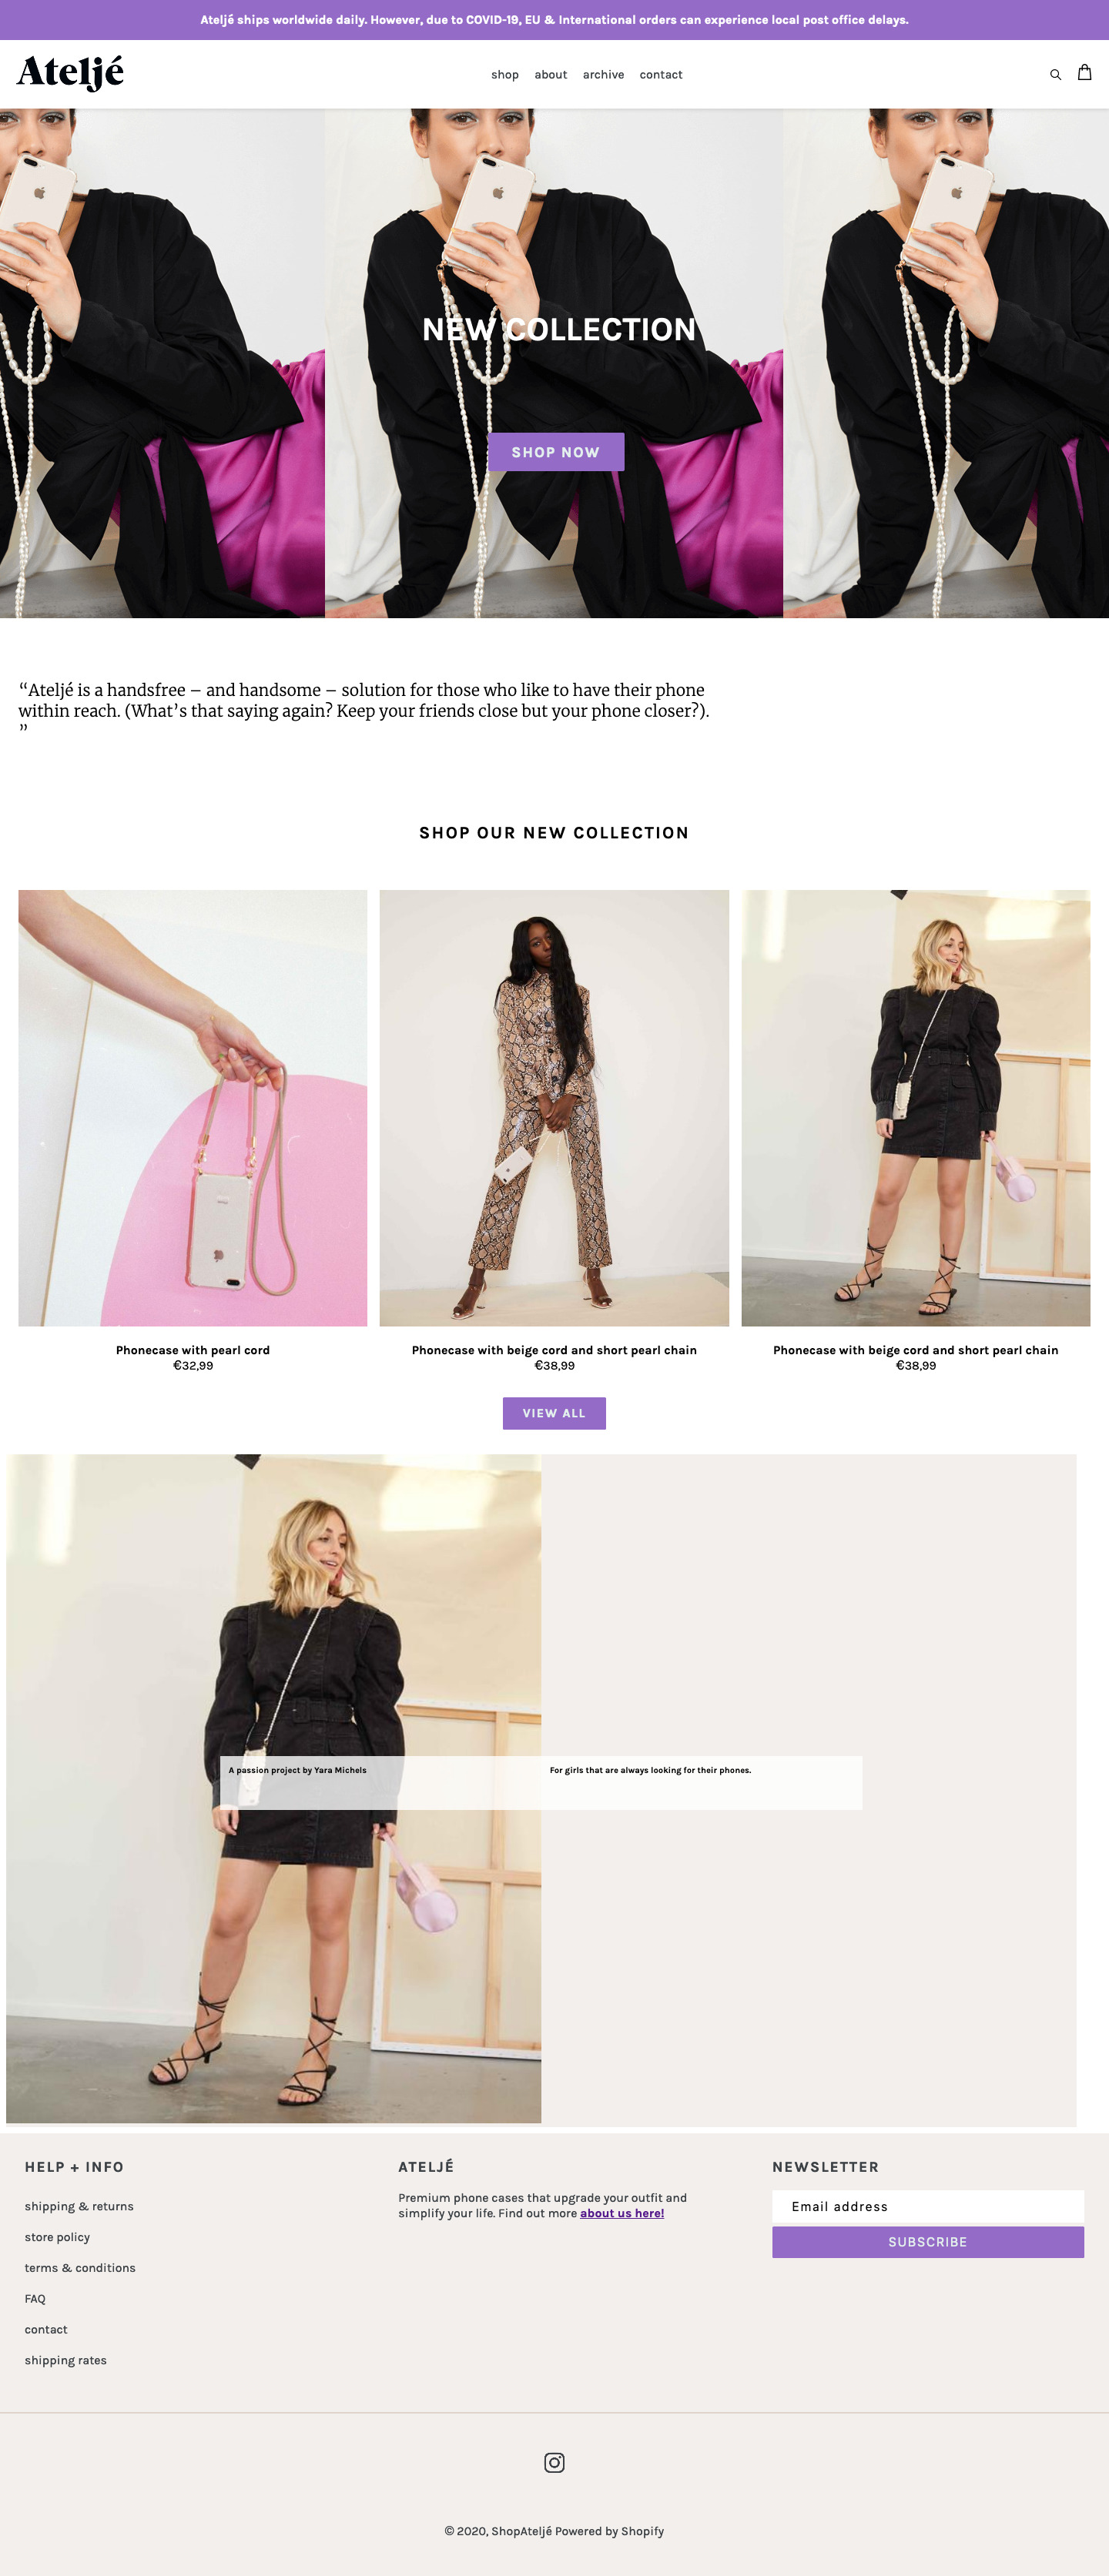 Ateljé ships worldwide daily. However, due to COVID-19, EU & International orders can experience local post office delays.
Ateljé
shop about archive contact
NEW COLLECTION
SHOP NOW
“Ateljé is a handsfree – and handsome – solution for those who like to have their phone
within reach. (What’s that saying again? Keep your friends close but your phone closer?).
”
SHOP OUR NEW COLLECTION
Phonecase with pearl cord
€32,99
Phonecase with beige cord and short pearl chain
€38,99
Phonecase with beige cord and short pearl chain
€38,99
VIEW ALL
A passion project by Yara Michels
For girls that are always looking for their phones.
HELP + INFO
shipping & returns
store policy
terms & conditions
FAQ
contact
shipping rates
ATELJÉ
Premium phone cases that upgrade your outfit and
simplify your life. Find out more about us here!
NEWSLETTER
Email address
SUBSCRIBE
© 2020, ShopAteljé Powered by Shopify